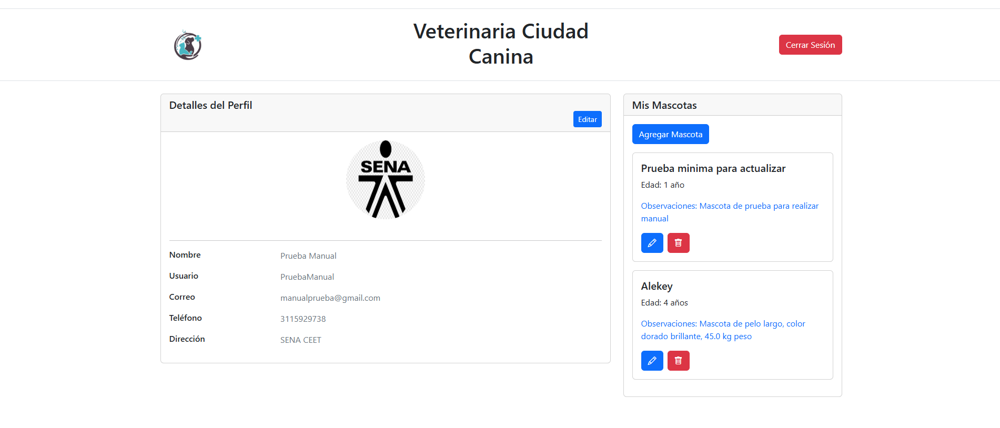 Veterinaria Ciudad
Canina
Cerrar Sesión
Detalles del Perfil
Editar
SENA
Nombre
Prueba Manual
Usuario
PruebaManual
Correo
manualprueba@gmail.com
Teléfono
3115929738
Dirección
SENA CEET
Mis Mascotas
Agregar Mascota
Prueba minima para actualizar
Edad: 1 año
Observaciones: Mascota de prueba para realizar
manual
Alekey
Edad: 4 años
Observaciones: Mascota de pelo largo, color
dorado brillante, 45.0 kg peso